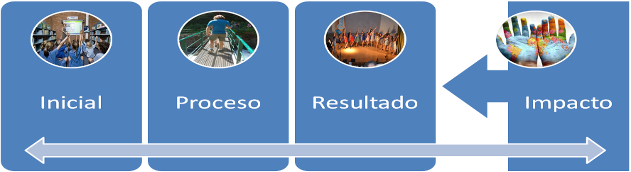 Inicial
Proceso
Resultado
Impacto